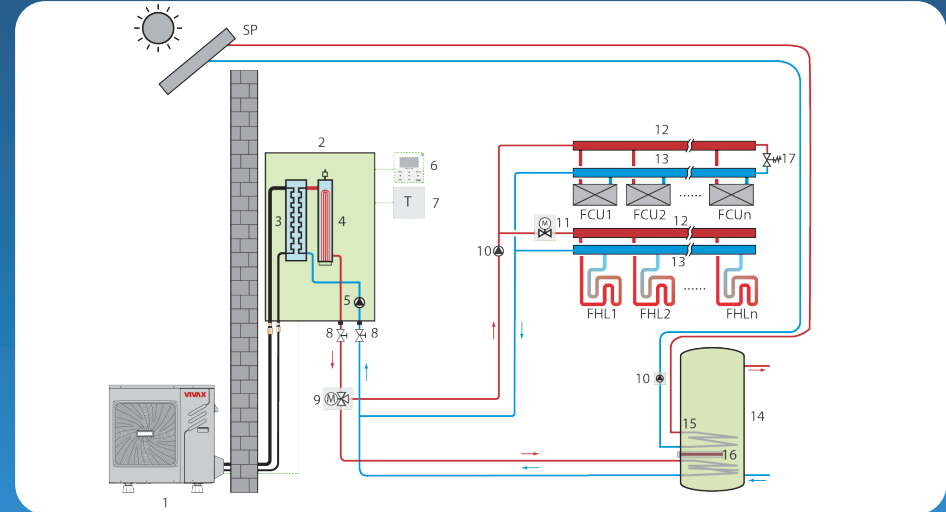 SP
12
2
13
17
6
3
4
T
7
FCU1
FCU2
......
FCUn
M
11
12
10
13
......
5
FHL1
FHL2
FHLn
8
8
10
9
M
VIVAX
15
14
16
1